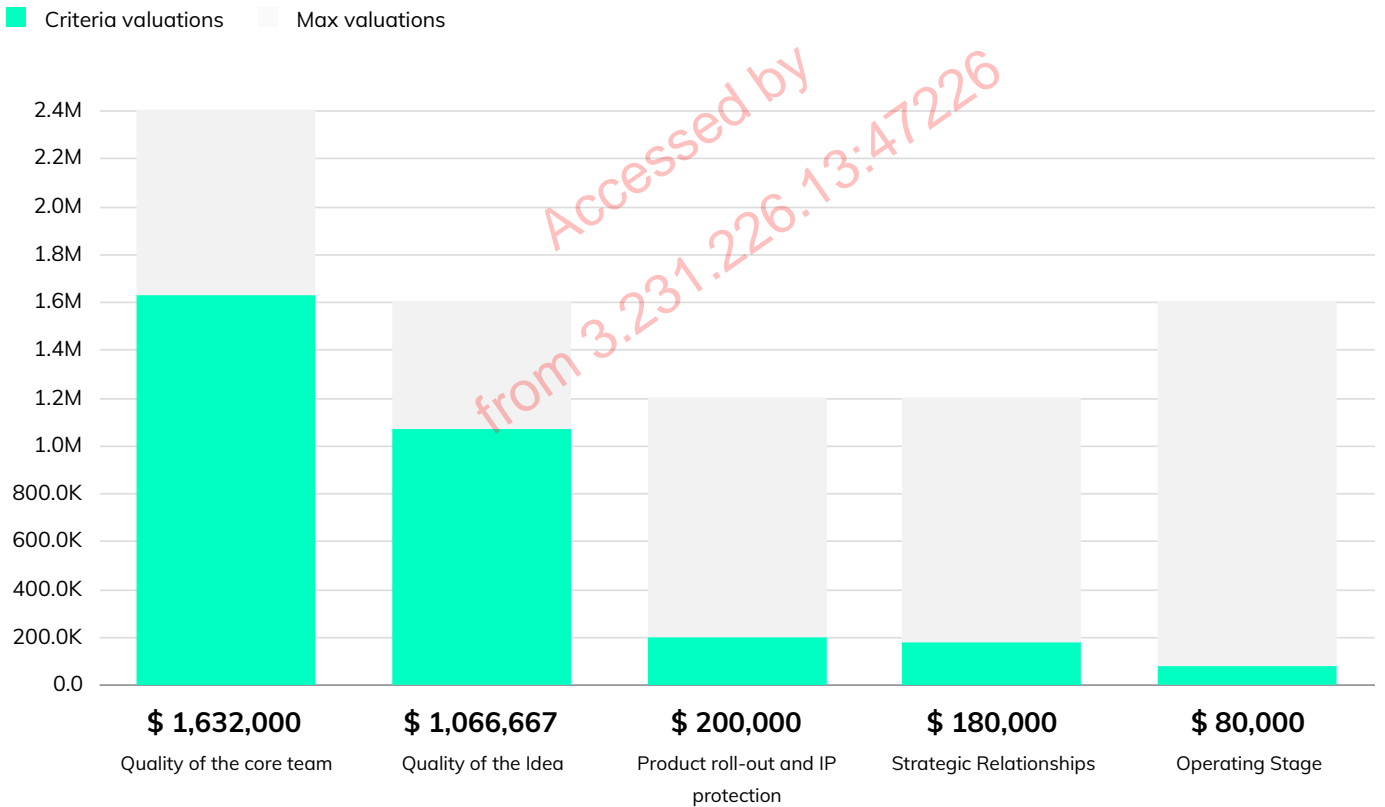 Criteria valuations Max valuations
Accessed by
from 3.231.226.13:47226
2.4M
2.2M
2.0M
1.8M
1.6M
1.4M
1.2M
1.0M
800.0K
600.0K
400.0K
200.0K
0.0
$ 1,632,000 $ 1,066,667 $ 200,000 $ 180,000 $ 80,000
Quality of the core team Quality of the Idea Product roll-out and IP Strategic Relationships Operating Stage
protection